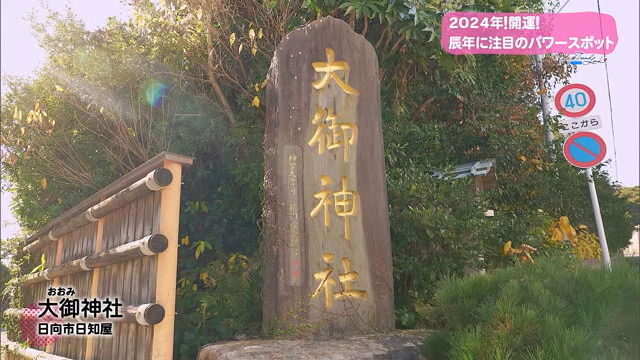 2024年!開運!
辰年に注目のパワースポット
大御神社
40
ここから
おおみ
大御神社
日向市日知屋